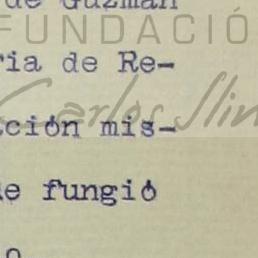 de Guzmán
FUNDACIÓ
ria de Re-
Carlos Slim
ción mis-
e fungió